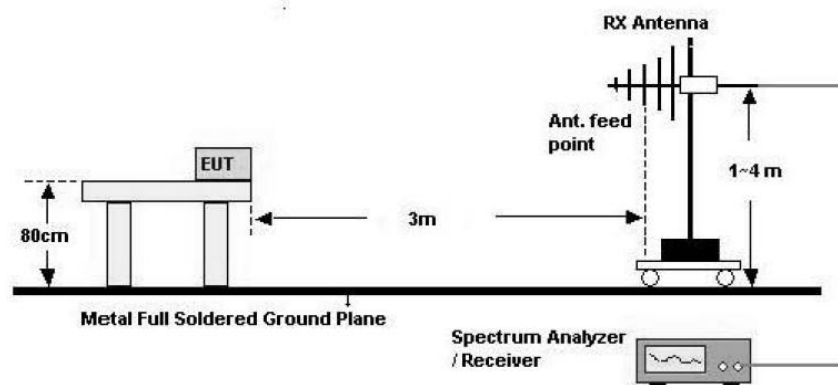 RX Antenna
Ant. feed
point
EUT
1~4 m
80cm
3m
Metal Full Soldered Ground Plane
Spectrum Analyzer
/ Receiver